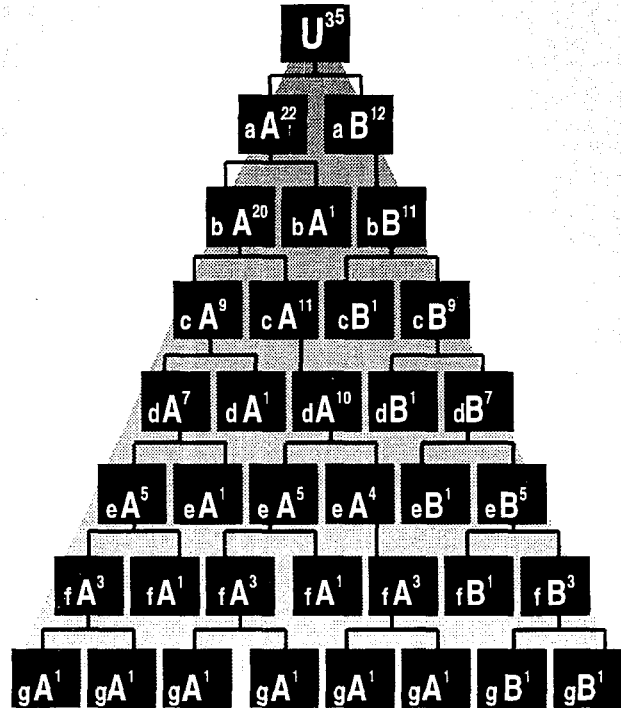 U³⁵
aA²² aB¹²
bA²⁰ bA¹ bB¹¹
cA⁹ cA¹¹ cB¹ cB⁹
dA⁷ dA¹ dA¹⁰ dB¹ dB⁷
eA⁵ eA¹ eA⁵ eA⁴ eB¹ eB⁵
fA³ fA¹ fA³ fA¹ fA³ fB¹ fB³
gA¹ gA¹ gA¹ gA¹ gA¹ gA¹ gB¹ gB¹